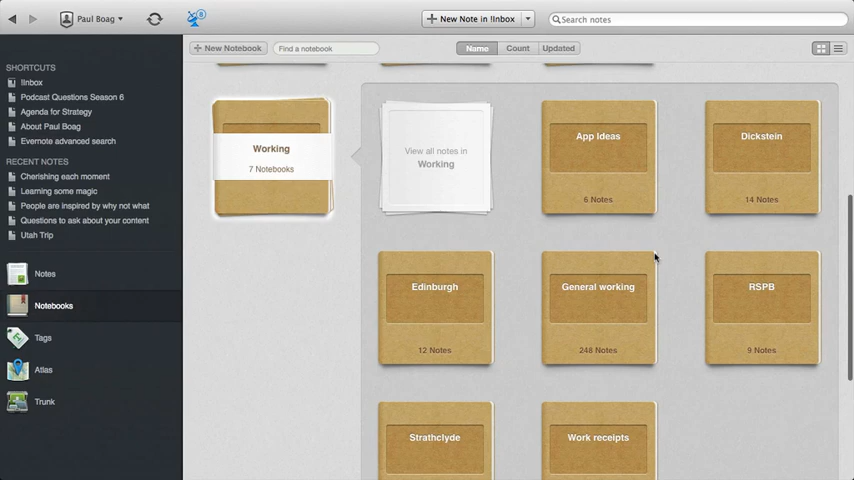 Paul Boag
New Note in !Inbox
Search notes
New Notebook
Find a notebook
Name
Count
Updated
SHORTCUTS
!Inbox
Podcast Questions Season 6
Agenda for Strategy
About Paul Boag
Evernote advanced search
RECENT NOTES
Cherishing each moment
Learning some magic
People are inspired by why not what
Questions to ask about your content
Utah Trip
Notes
Notebooks
Tags
Atlas
Trunk
Working
7 Notebooks
View all notes in
Working
App Ideas
6 Notes
Dickstein
14 Notes
Edinburgh
12 Notes
General working
248 Notes
RSPB
9 Notes
Strathclyde
Work receipts